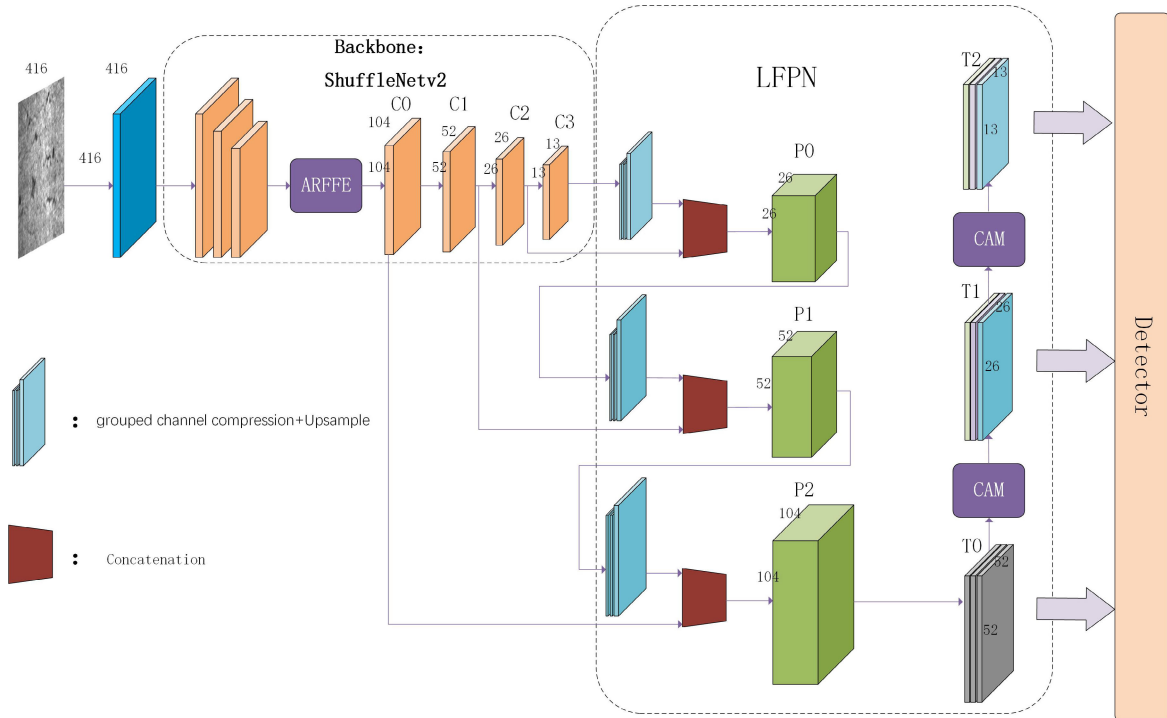 Backbone:
ShuffleNetv2
LFPN
416
416
416
ARFFE
C0
104
104
C1
52
52
C2
26
26
C3
13
13
P0
26
26
P1
52
52
P2
104
104
T2
13
13
CAM
T1
26
26
CAM
T0
52
52
Detector
: grouped channel compression+Upsample
: Concatenation